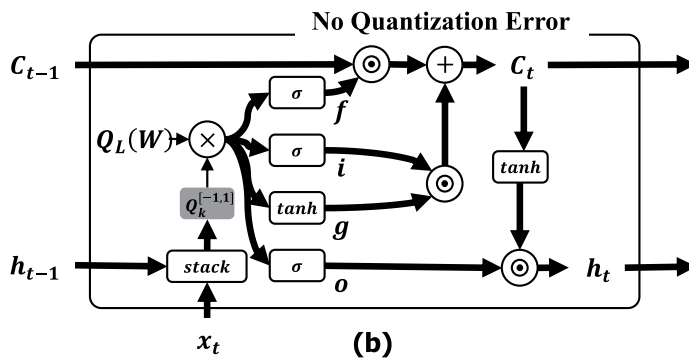 No Quantization Error
C_{t-1}
⊙
+
C_t
σ
f
Q_L(W)
×
σ
i
tanh
⊙
Q_k^{[-1,1]}
tanh
g
h_{t-1}
stack
σ
o
⊙
h_t
x_t
(b)